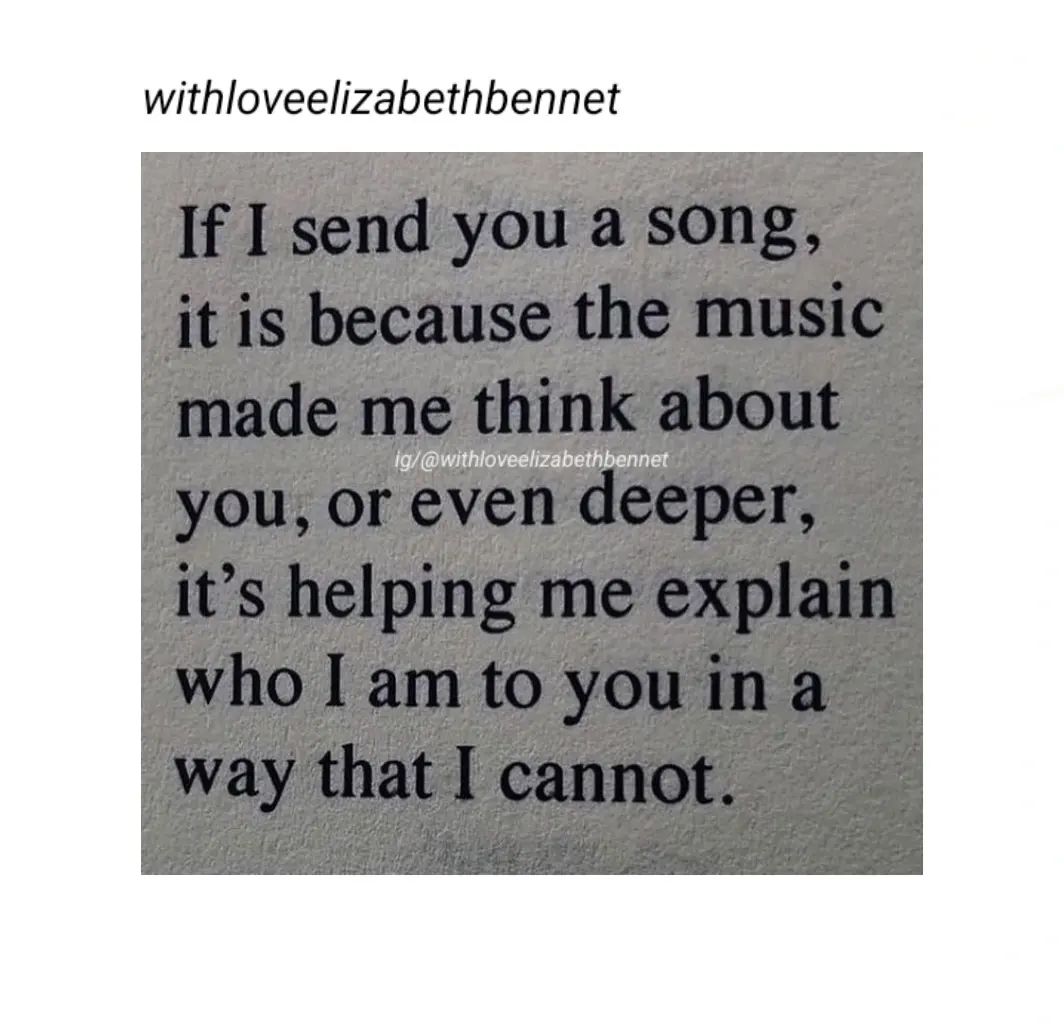 withloveelizabethbennet
If I send you a song,
it is because the music
made me think about
ig/@withloveelizabethbennet
you, or even deeper,
it’s helping me explain
who I am to you in a
way that I cannot.